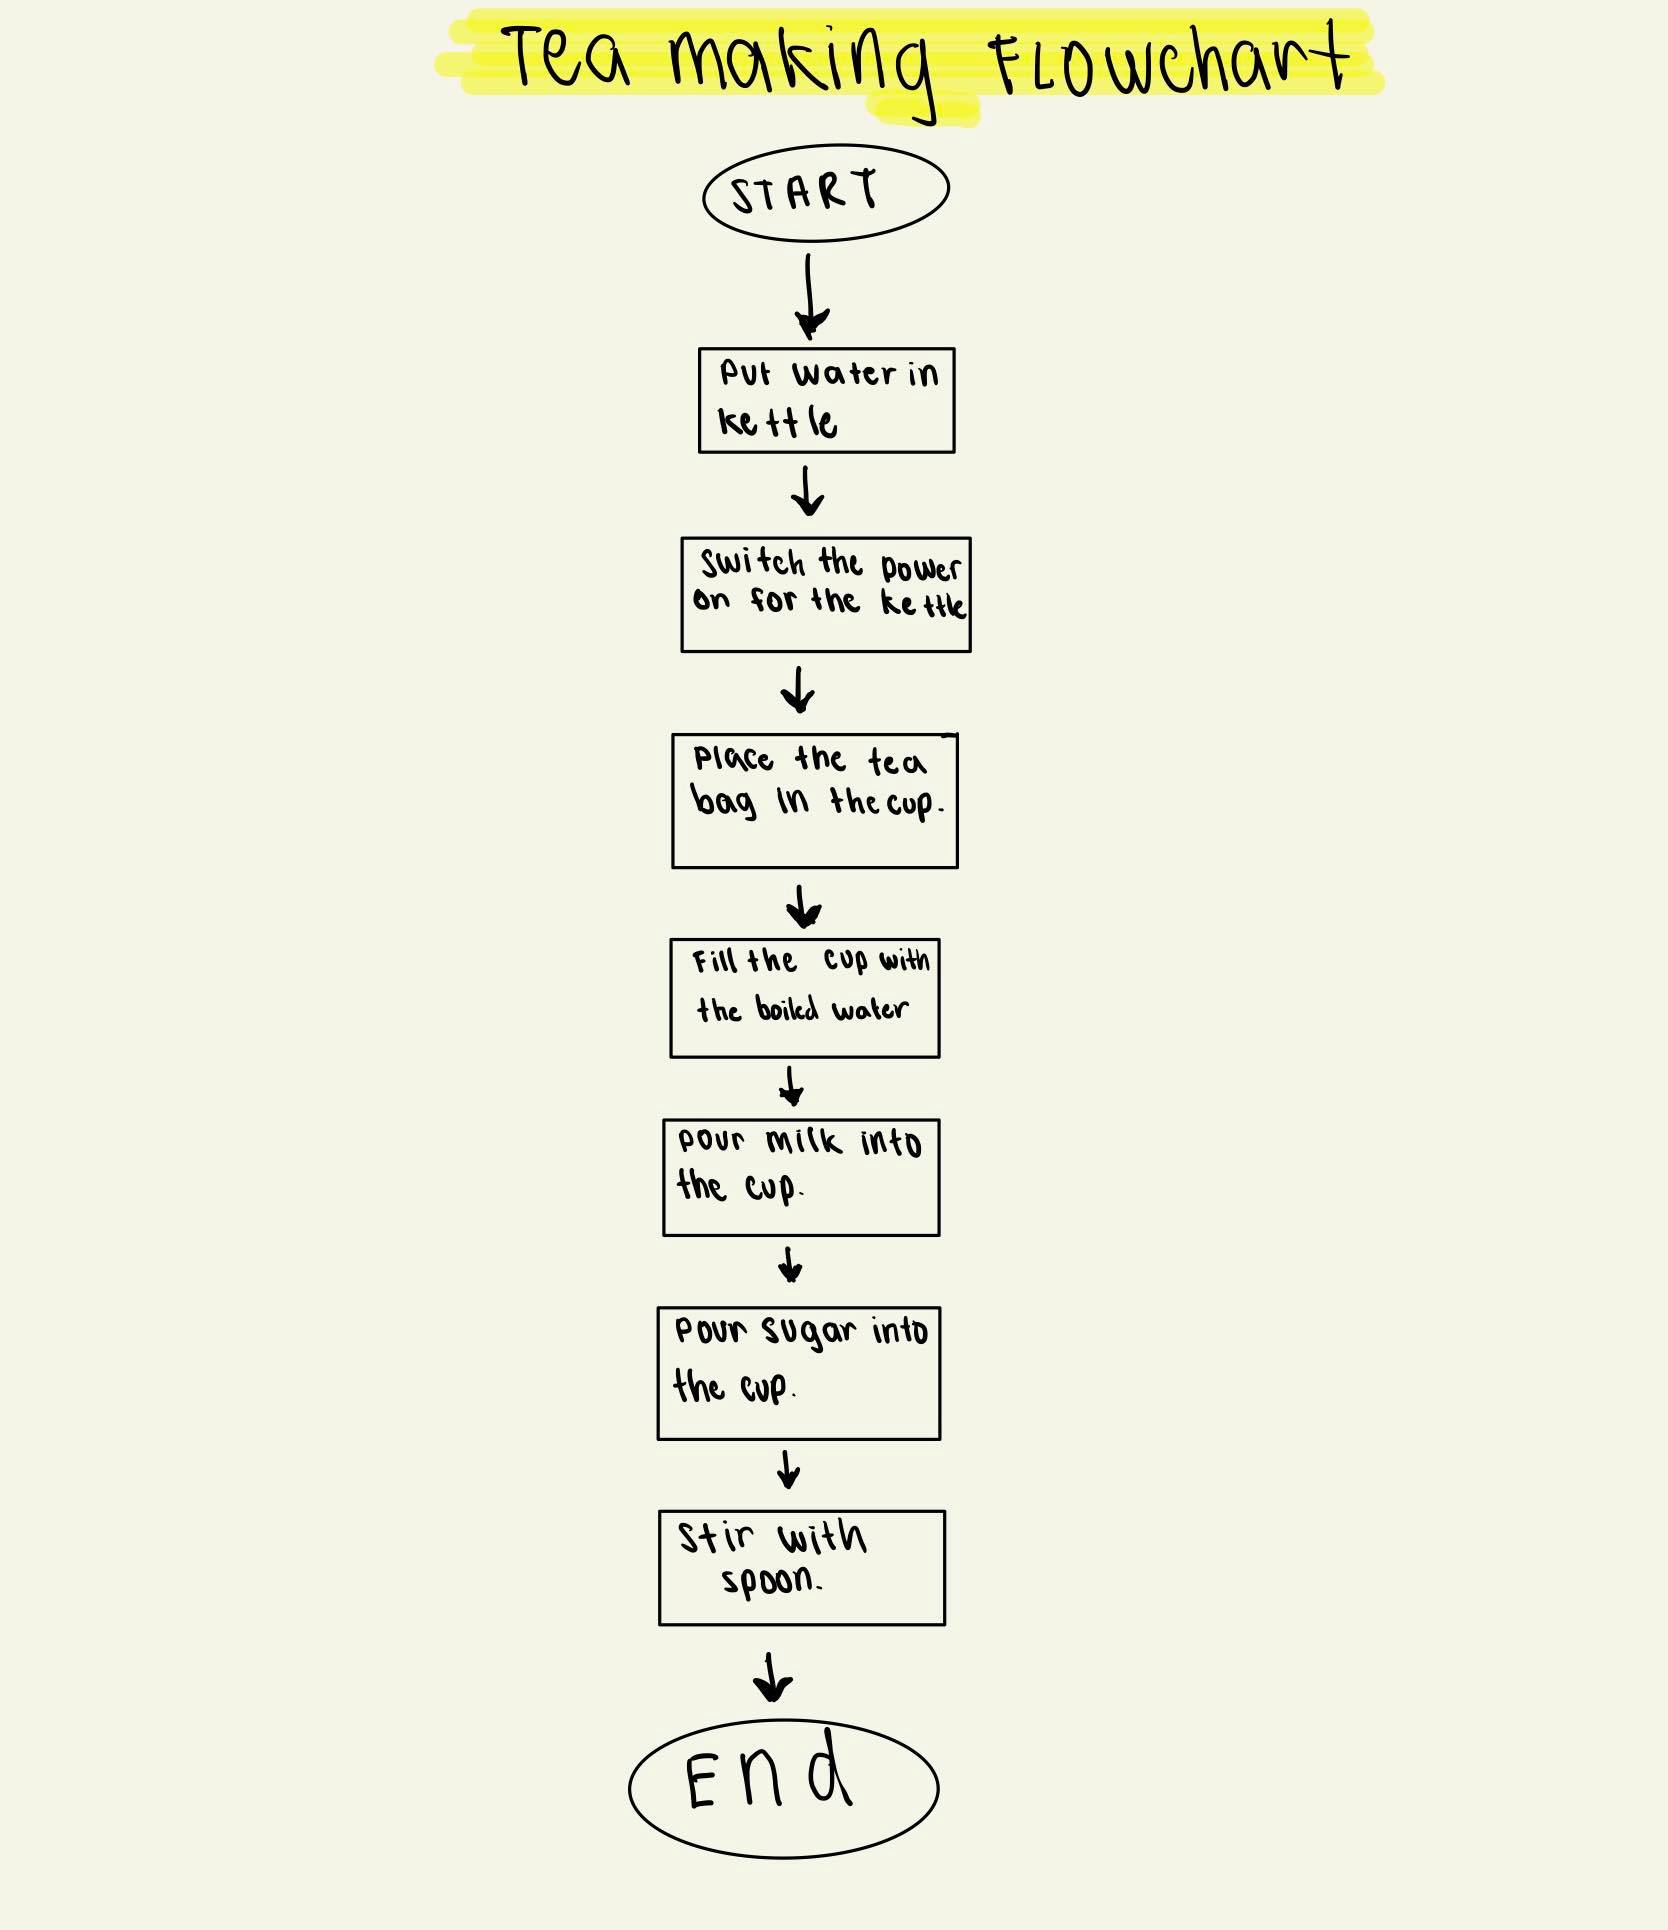 Tea making Flowchart
START
Put water in
kettle
Switch the power
on for the kettle
Place the tea
bag in the cup.
Fill the cup with
the boiled water
pour milk into
the cup.
Pour sugar into
the cup.
Stir with
spoon.
End